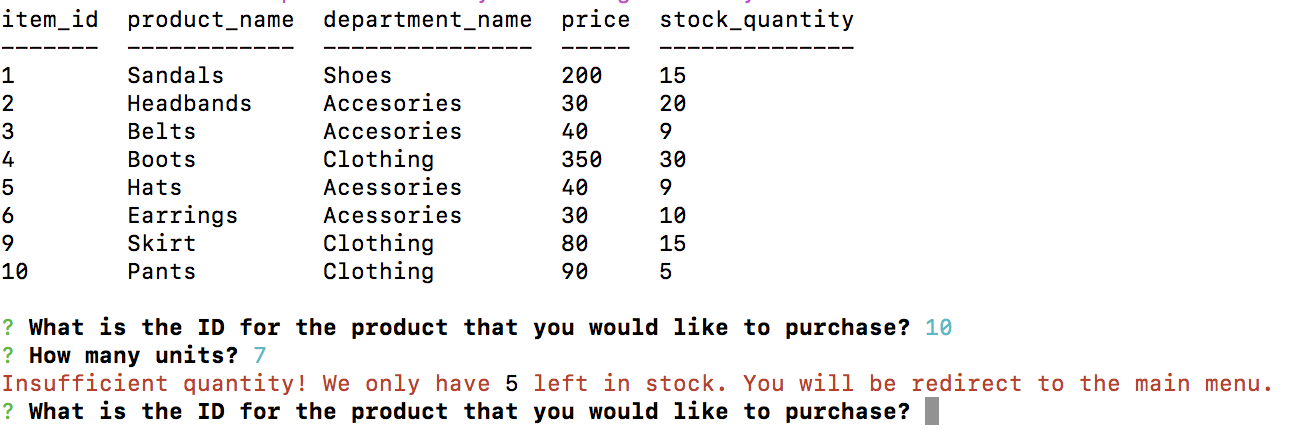 item_id  product_name  department_name  price  stock_quantity
-------  ------------  ---------------  -----  --------------
1        Sandals       Shoes            200    15
2        Headbands     Accesories       30     20
3        Belts         Accesories       40     9
4        Boots         Clothing         350    30
5        Hats          Acessories       40     9
6        Earrings      Acessories       30     10
9        Skirt         Clothing         80     15
10       Pants         Clothing         90     5
? What is the ID for the product that you would like to purchase? 10
? How many units? 7
Insufficient quantity! We only have 5 left in stock. You will be redirect to the main menu.
? What is the ID for the product that you would like to purchase?